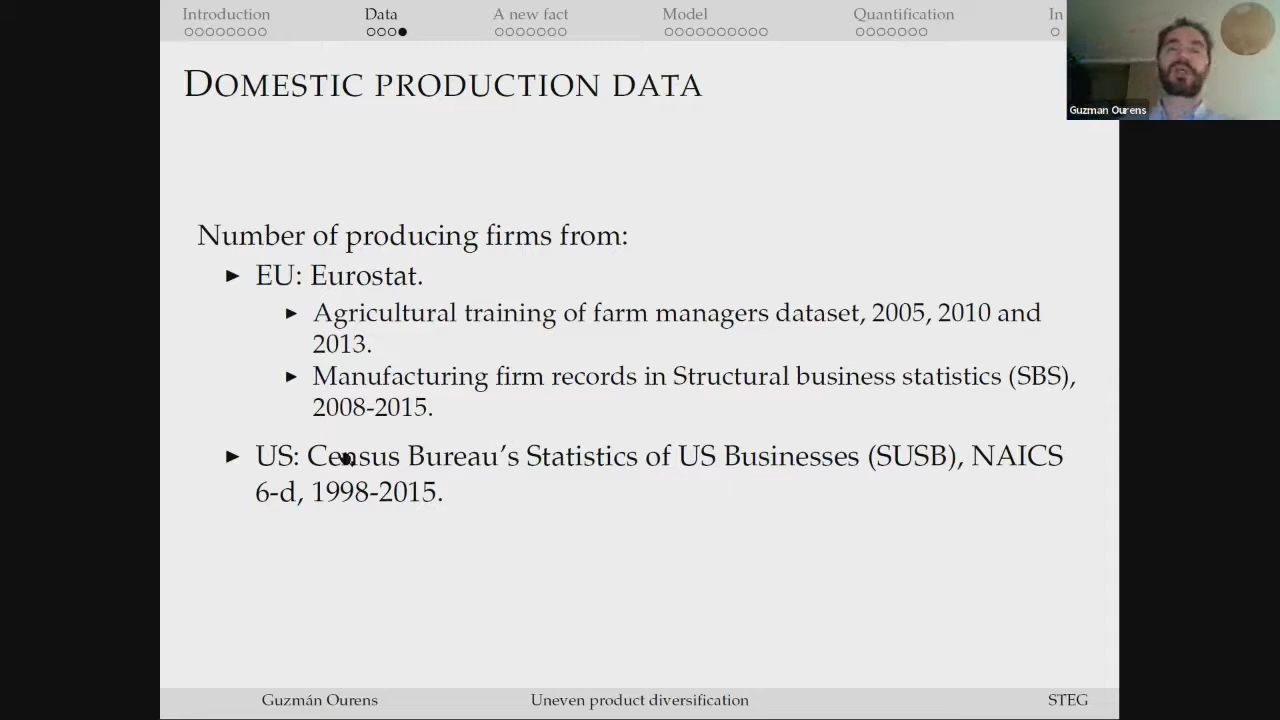 Introduction Data A new fact Model Quantification In
DOMESTIC PRODUCTION DATA
Guzman Ourens
Number of producing firms from:
EU: Eurostat.
Agricultural training of farm managers dataset, 2005, 2010 and
2013.
Manufacturing firm records in Structural business statistics (SBS),
2008-2015.
US: Census Bureau's Statistics of US Businesses (SUSB), NAICS
6-d, 1998-2015.
Guzmán Ourens Uneven product diversification STEG